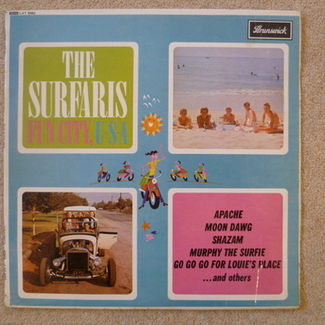 Brunswick
THE
SURFARIS
FUN CITY, U·S·A
APACHE
MOON DAWG
SHAZAM
MURPHY THE SURFIE
GO GO GO FOR LOUIE'S PLACE
...and others